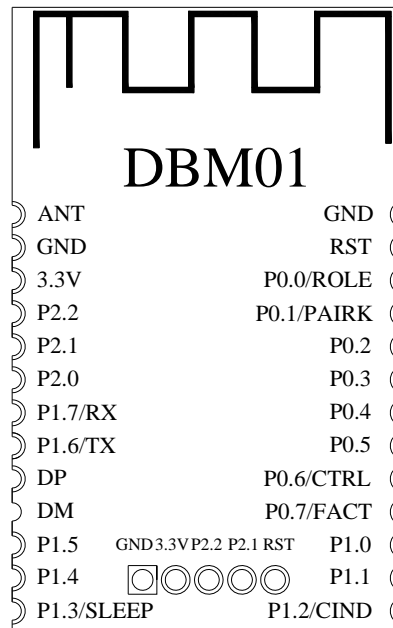 DBM01
ANT GND
GND RST
3.3V P0.0/ROLE
P2.2 P0.1/PAIRK
P2.1 P0.2
P2.0 P0.3
P1.7/RX P0.4
P1.6/TX P0.5
DP P0.6/CTRL
DM P0.7/FACT
P1.5 GND 3.3V P2.2 P2.1 RST P1.0
P1.4 P1.1
P1.3/SLEEP P1.2/CIND